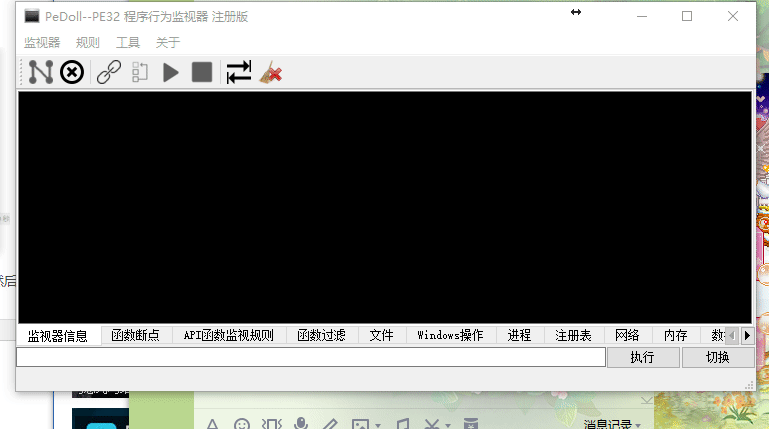 PeDoll--PE32 程序行为监视器 注册版
监视器 规则 工具 关于
然后
监视器信息 函数断点 API函数监视规则 函数过滤 文件 Windows操作 进程 注册表 网络 内存 数
执行 切换
消息记录